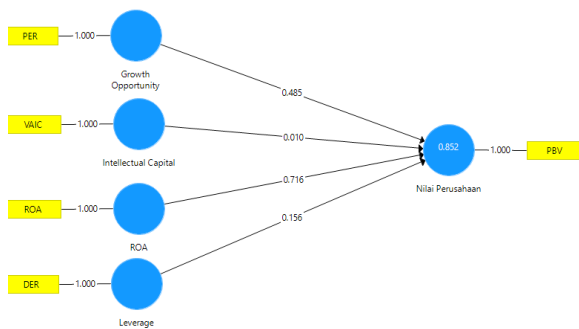 PER
1.000
Growth
Opportunity
0.485
VAIC
1.000
Intellectual Capital
0.010
0.852
1.000
PBV
Nilai Perusahaan
ROA
1.000
0.716
ROA
0.156
DER
1.000
Leverage